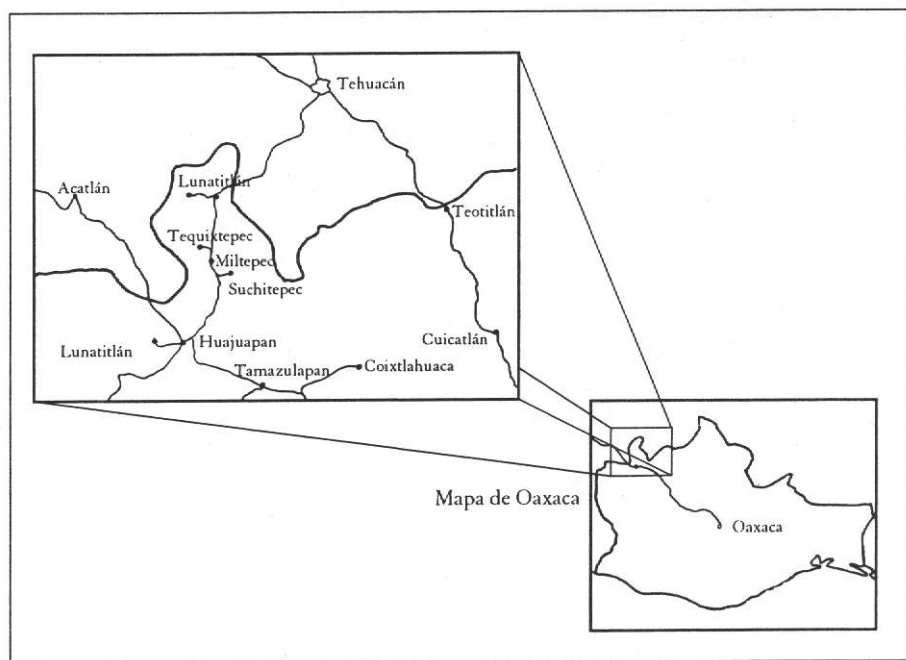 Tehuacán
Acatlán
Lunatitlán
Teotitlán
Tequixtepec
Miltepec
Suchitepec
Lunatitlán
Huajuapan
Cuicatlán
Tamazulapan
Coixtlahuaca
Mapa de Oaxaca
Oaxaca